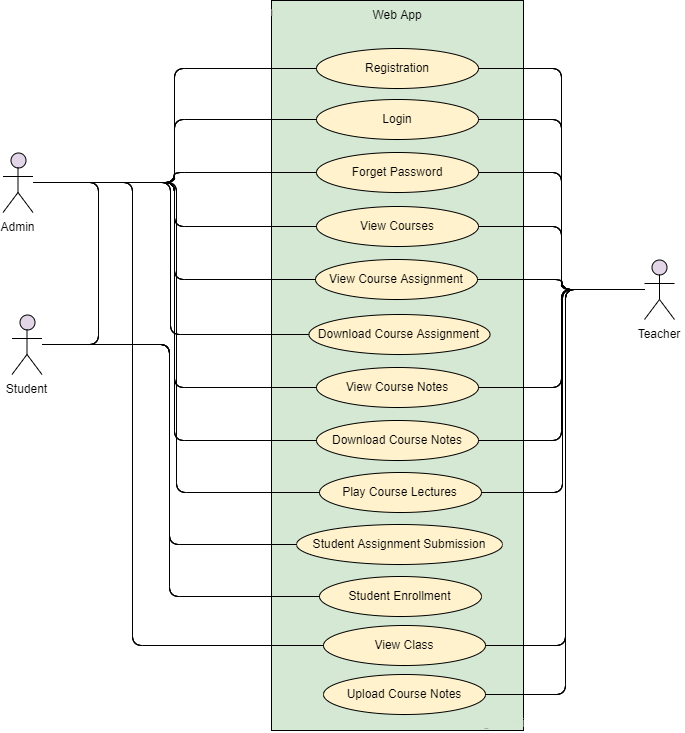 Web App
Registration
Login
Forget Password
View Courses
View Course Assignment
Download Course Assignment
View Course Notes
Download Course Notes
Play Course Lectures
Student Assignment Submission
Student Enrollment
View Class
Upload Course Notes
Admin
Student
Teacher